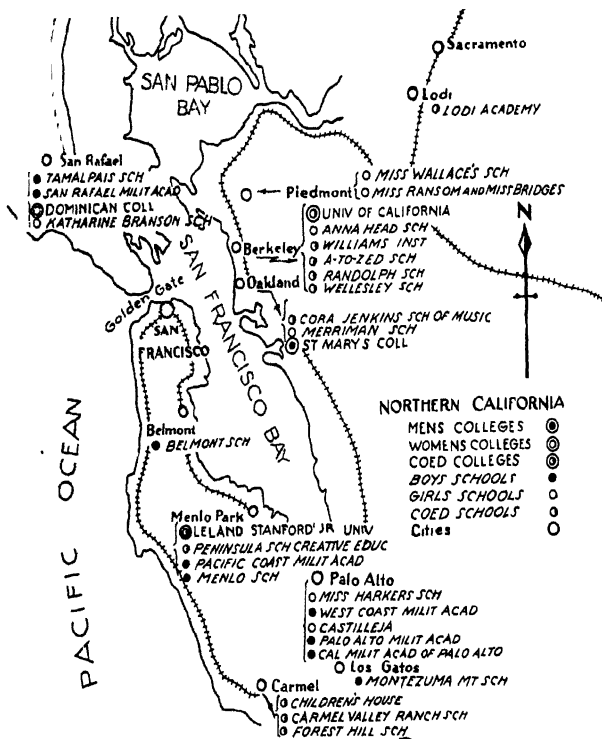 Sacramento
SAN PABLO
BAY
Lodi
LODI ACADEMY
San Rafael
TAMALPAIS SCH
SAN RAFAEL MILIT ACAD
DOMINICAN COLL
KATHARINE BRANSON SCH
Piedmont
MISS WALLACE'S SCH
MISS RANSOM AND MISS BRIDGES
UNIV OF CALIFORNIA
ANNA HEAD SCH
Berkeley
WILLIAMS INST
A-TO-ZED SCH
RANDOLPH SCH
WELLESLEY SCH
N
Oakland
Golden Gate
SAN FRANCISCO BAY
SAN
FRANCISCO
CORA JENKINS SCH OF MUSIC
MERRIMAN SCH
ST MARY'S COLL
PACIFIC OCEAN
Belmont
BELMONT SCH
NORTHERN CALIFORNIA
MENS COLLEGES
WOMENS COLLEGES
COED COLLEGES
BOYS SCHOOLS
GIRLS SCHOOLS
COED SCHOOLS
Cities
Menlo Park
LELAND STANFORD JR UNIV
PENINSULA SCH CREATIVE EDUC
PACIFIC COAST MILIT ACAD
MENLO SCH
Palo Alto
MISS HARKERS SCH
WEST COAST MILIT ACAD
CASTILLEJA
PALO ALTO MILIT ACAD
CAL MILIT ACAD OF PALO ALTO
Los Gatos
MONTEZUMA MT SCH
Carmel
CHILDREN'S HOUSE
CARMEL VALLEY RANCH SCH
FOREST HILL SCH